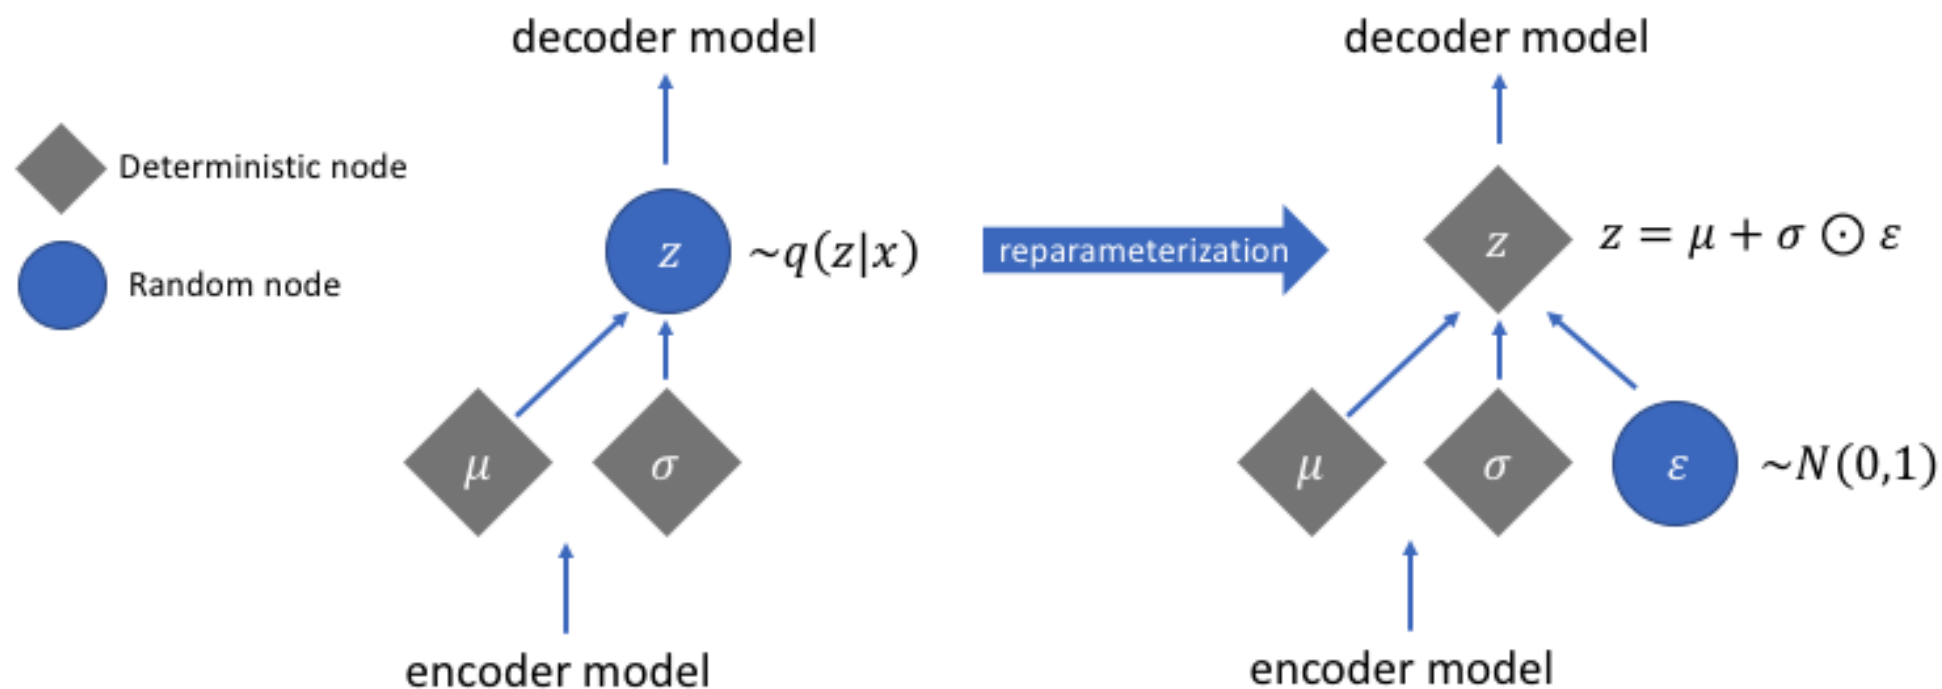 decoder model
decoder model
Deterministic node
Random node
z
~q(z|x)
reparameterization
z
z = μ + σ ⊙ ε
μ
σ
μ
σ
ε
~N(0,1)
encoder model
encoder model